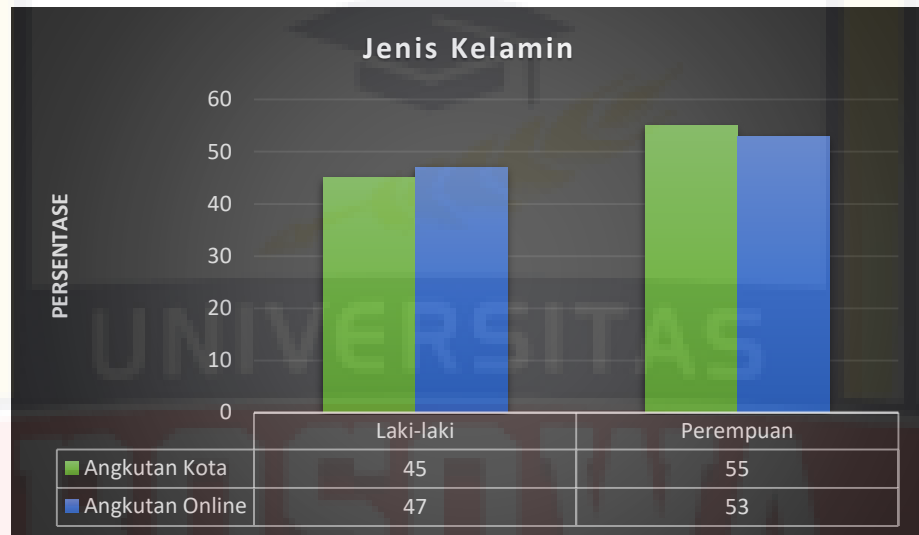 Jenis Kelamin
PERSENTASE
60
50
40
30
20
10
0
Laki-laki Perempuan
Angkutan Kota 45 55
Angkutan Online 47 53
UNIVERSITAS
BOSOWA